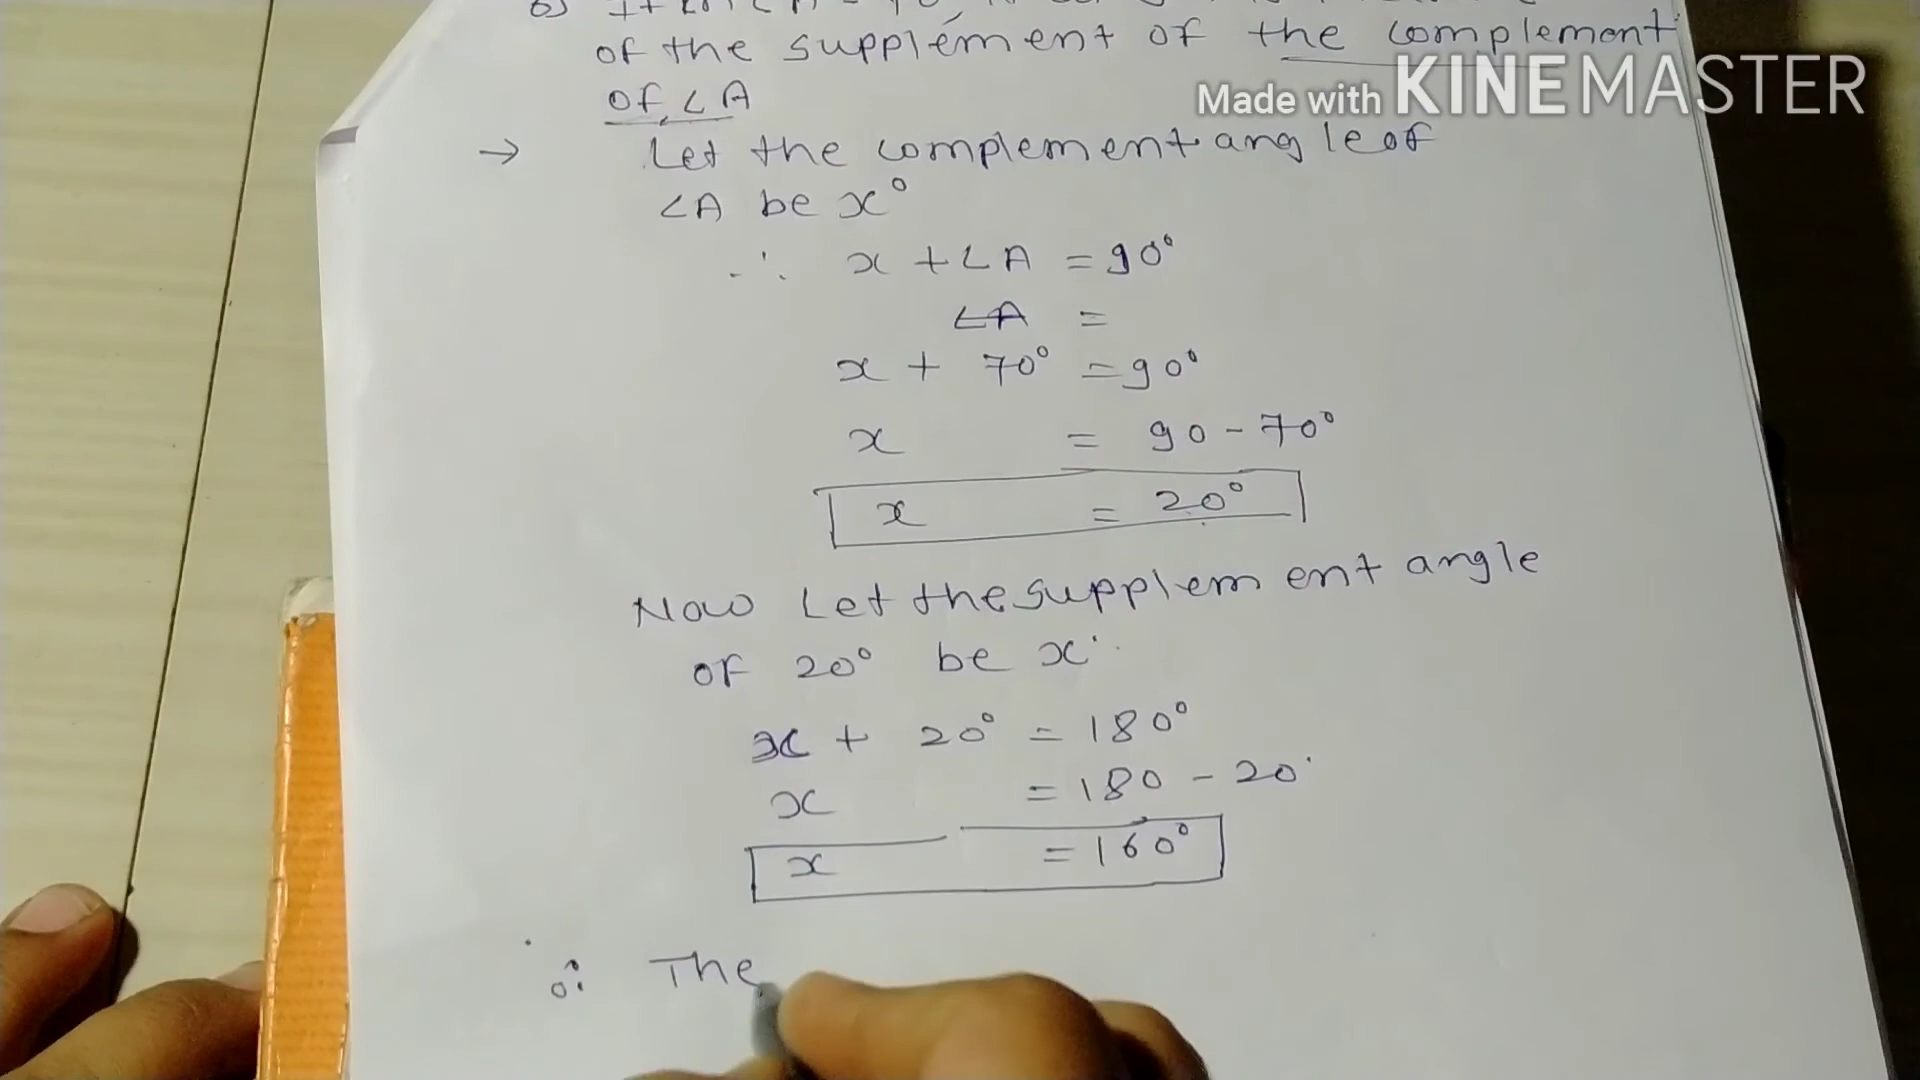 of the supplement of the complement
of ∠A
Made with KINEMASTER
→ Let the complement angle of
∠A be x°
∴ x + ∠A = 90°
∠A =
x + 70° = 90°
x = 90 - 70°
x = 20°
Now Let the supplement angle
of 20° be x°
x + 20° = 180°
x = 180 - 20°
x = 160°
∴ The